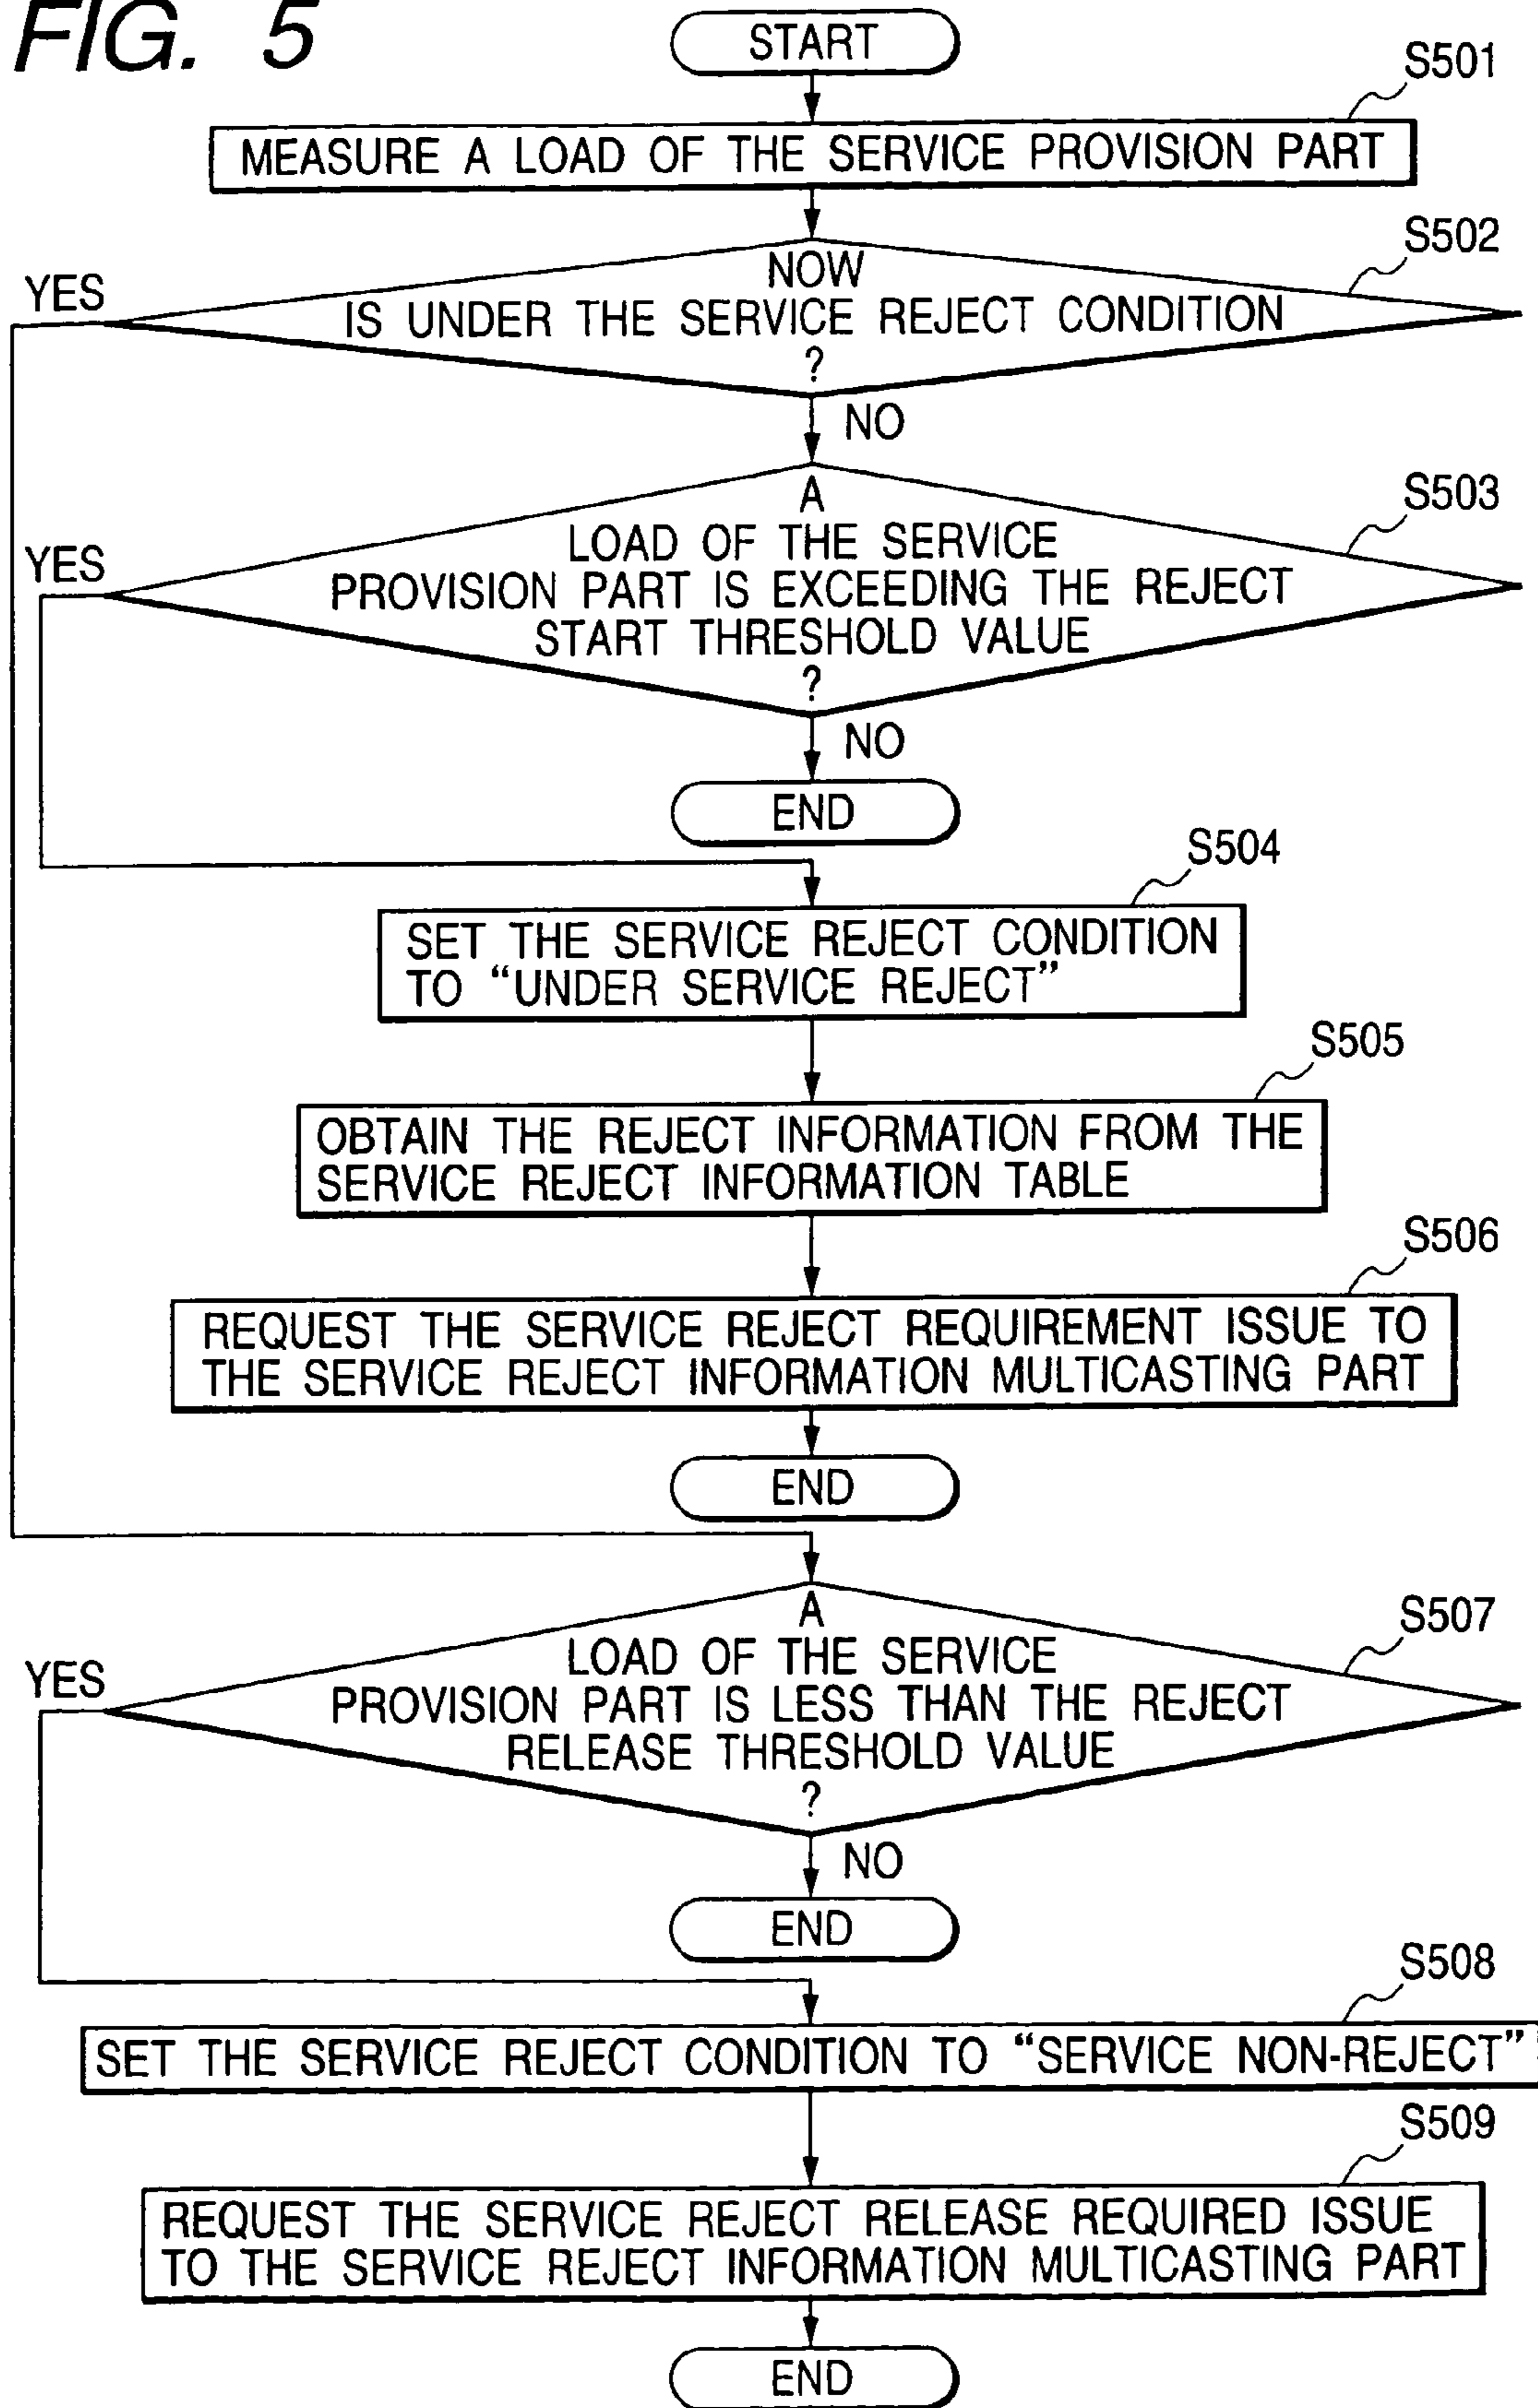 FIG. 5
START
S501
MEASURE A LOAD OF THE SERVICE PROVISION PART
S502
YES
NOW
IS UNDER THE SERVICE REJECT CONDITION
?
NO
S503
YES
A
LOAD OF THE SERVICE
PROVISION PART IS EXCEEDING THE REJECT
START THRESHOLD VALUE
?
NO
END
S504
SET THE SERVICE REJECT CONDITION
TO “UNDER SERVICE REJECT”
S505
OBTAIN THE REJECT INFORMATION FROM THE
SERVICE REJECT INFORMATION TABLE
S506
REQUEST THE SERVICE REJECT REQUIREMENT ISSUE TO
THE SERVICE REJECT INFORMATION MULTICASTING PART
END
S507
YES
A
LOAD OF THE SERVICE
PROVISION PART IS LESS THAN THE REJECT
RELEASE THRESHOLD VALUE
?
NO
END
S508
SET THE SERVICE REJECT CONDITION TO “SERVICE NON-REJECT”
S509
REQUEST THE SERVICE REJECT RELEASE REQUIRED ISSUE
TO THE SERVICE REJECT INFORMATION MULTICASTING PART
END